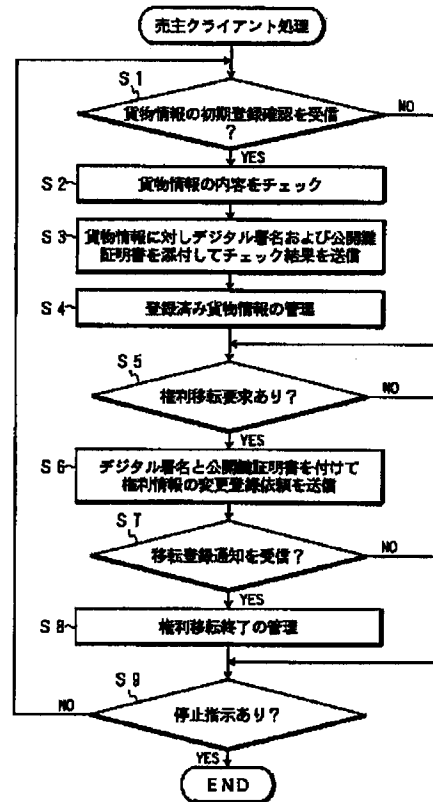 売主クライアント処理
S1
貨物情報の初期登録確認を受信
?
NO
YES
S2
貨物情報の内容をチェック
S3
貨物情報に対しデジタル署名および公開鍵
証明書を添付してチェック結果を送信
S4
登録済み貨物情報の管理
S5
権利移転要求あり?
NO
YES
S6
デジタル署名と公開鍵証明書を付けて
権利情報の変更登録依頼を送信
S7
移転登録通知を受信?
NO
YES
S8
権利移転終了の管理
S9
NO
停止指示あり?
YES
END